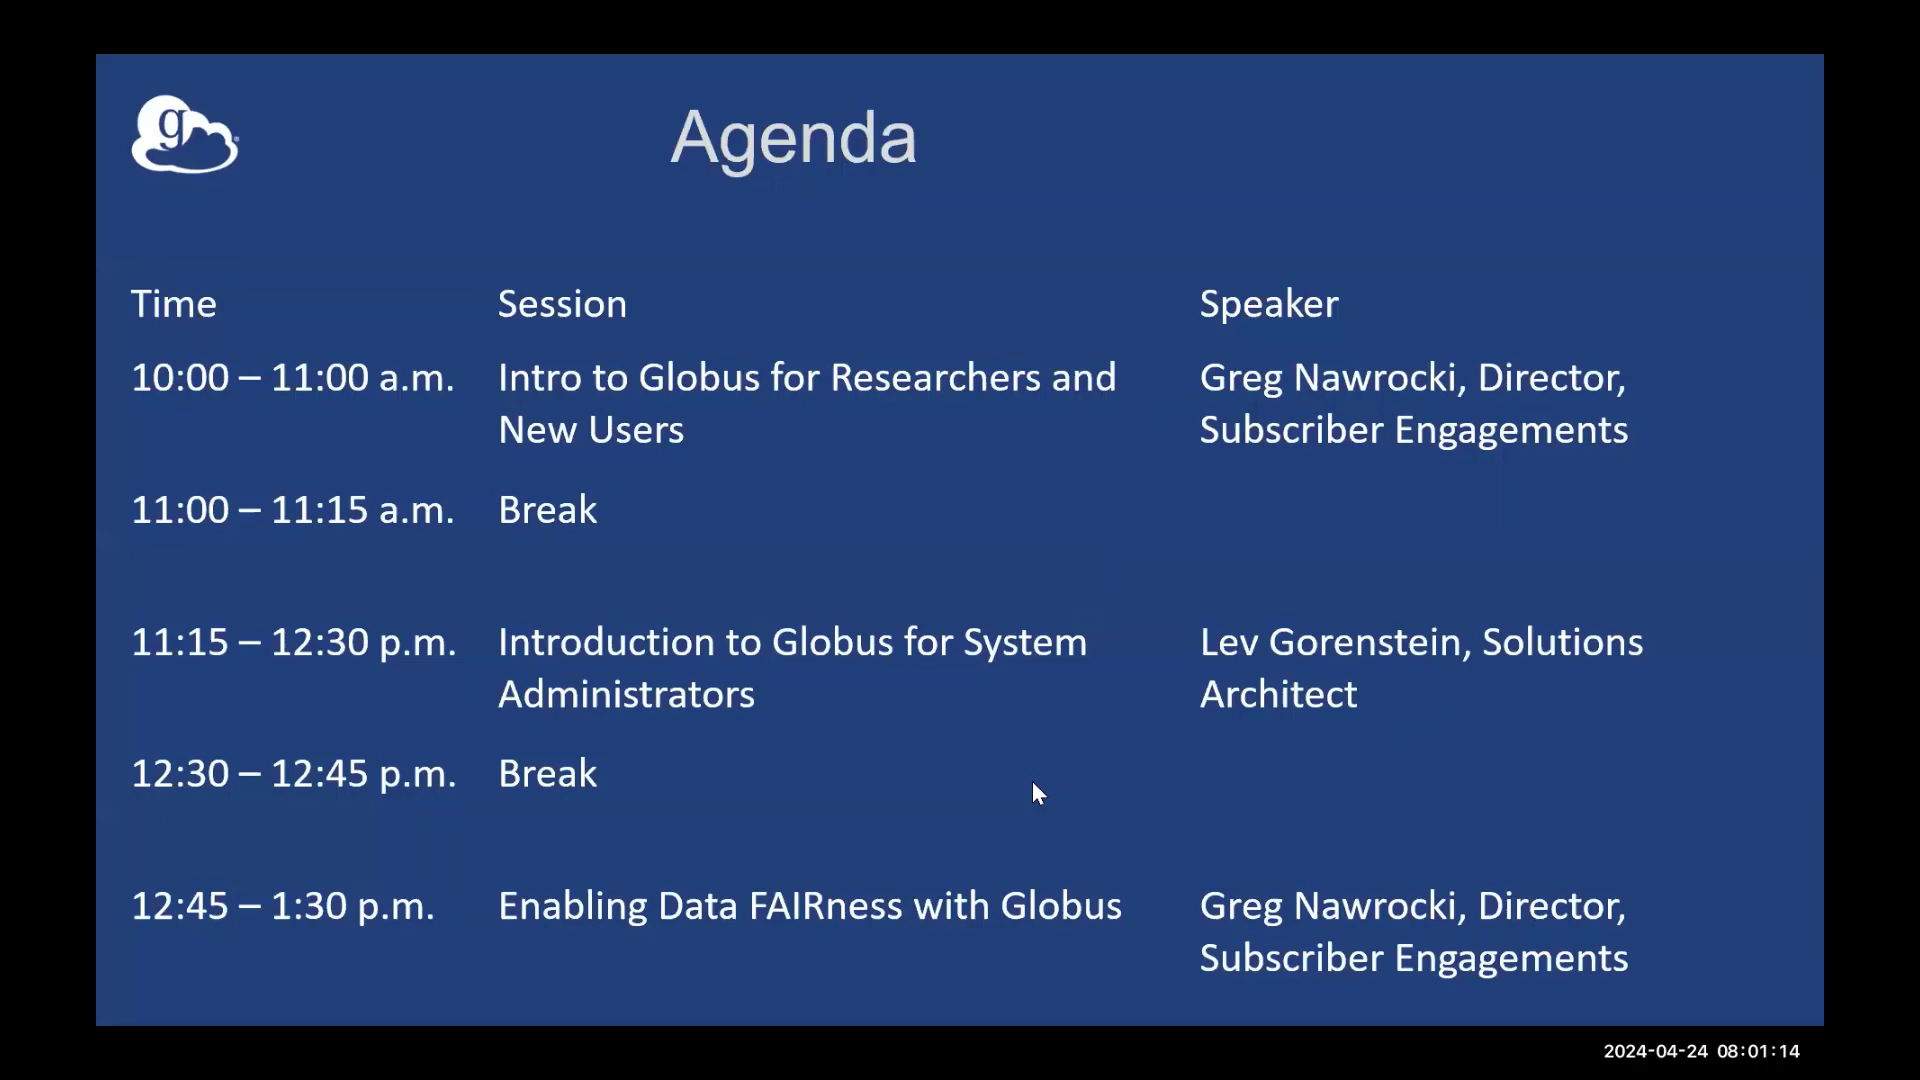 g
Agenda
Time Session Speaker
10:00 – 11:00 a.m. Intro to Globus for Researchers and Greg Nawrocki, Director,
New Users Subscriber Engagements
11:00 – 11:15 a.m. Break
11:15 – 12:30 p.m. Introduction to Globus for System Lev Gorenstein, Solutions
Administrators Architect
12:30 – 12:45 p.m. Break
12:45 – 1:30 p.m. Enabling Data FAIRness with Globus Greg Nawrocki, Director,
Subscriber Engagements
2024-04-24 08:01:14